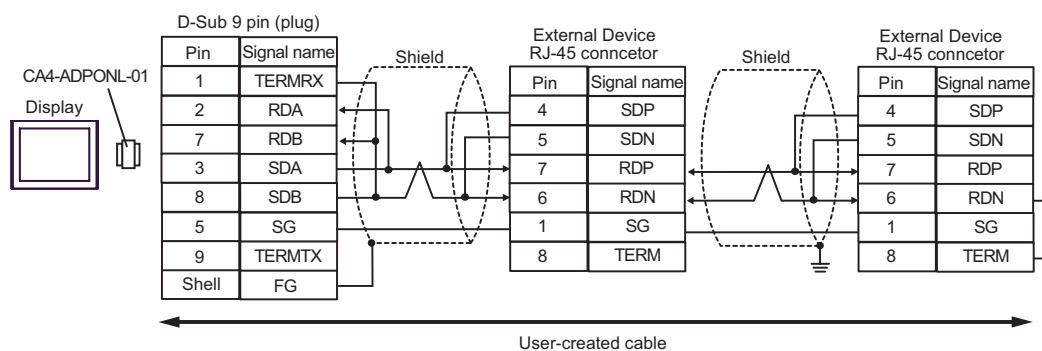 D-Sub 9 pin (plug)
Pin Signal name
1 TERMRX
2 RDA
7 RDB
3 SDA
8 SDB
5 SG
9 TERMTX
Shell FG
CA4-ADPONL-01
Display
Shield
External Device
RJ-45 conncetor
Pin Signal name
4 SDP
5 SDN
7 RDP
6 RDN
1 SG
8 TERM
Shield
External Device
RJ-45 conncetor
Pin Signal name
4 SDP
5 SDN
7 RDP
6 RDN
1 SG
8 TERM
User-created cable